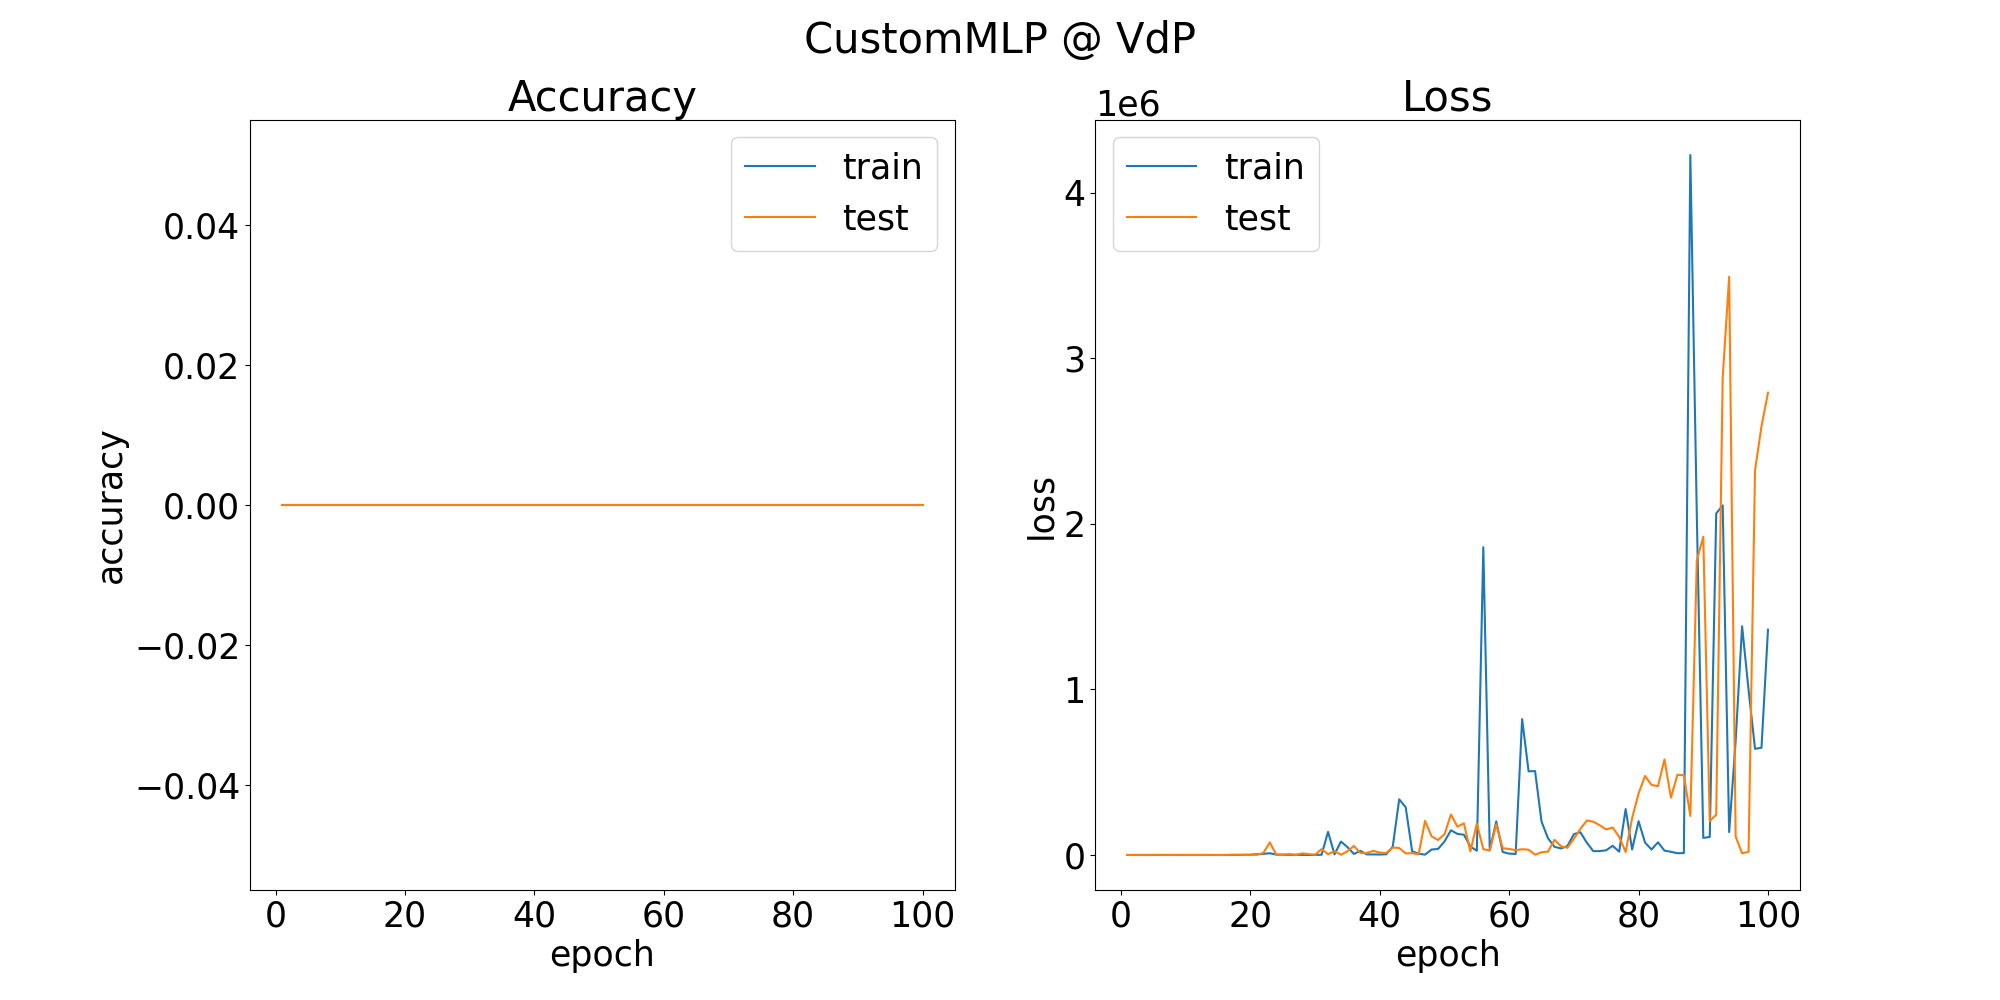 CustomMLP @ VdP
Accuracy
train
test
0.04
0.02
0.00
−0.02
−0.04
accuracy
0 20 40 60 80 100
epoch
Loss
1e6
train
test
4
3
2
1
0
loss
0 20 40 60 80 100
epoch